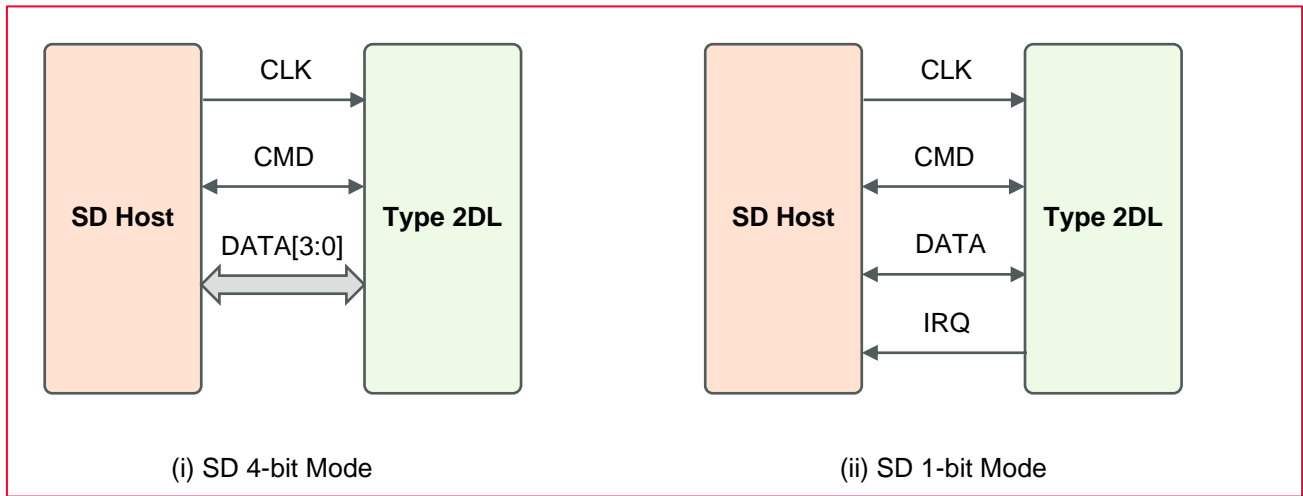 CLK
CMD
SD Host
Type 2DL
DATA[3:0]
(i) SD 4-bit Mode
CLK
CMD
SD Host
Type 2DL
DATA
IRQ
(ii) SD 1-bit Mode